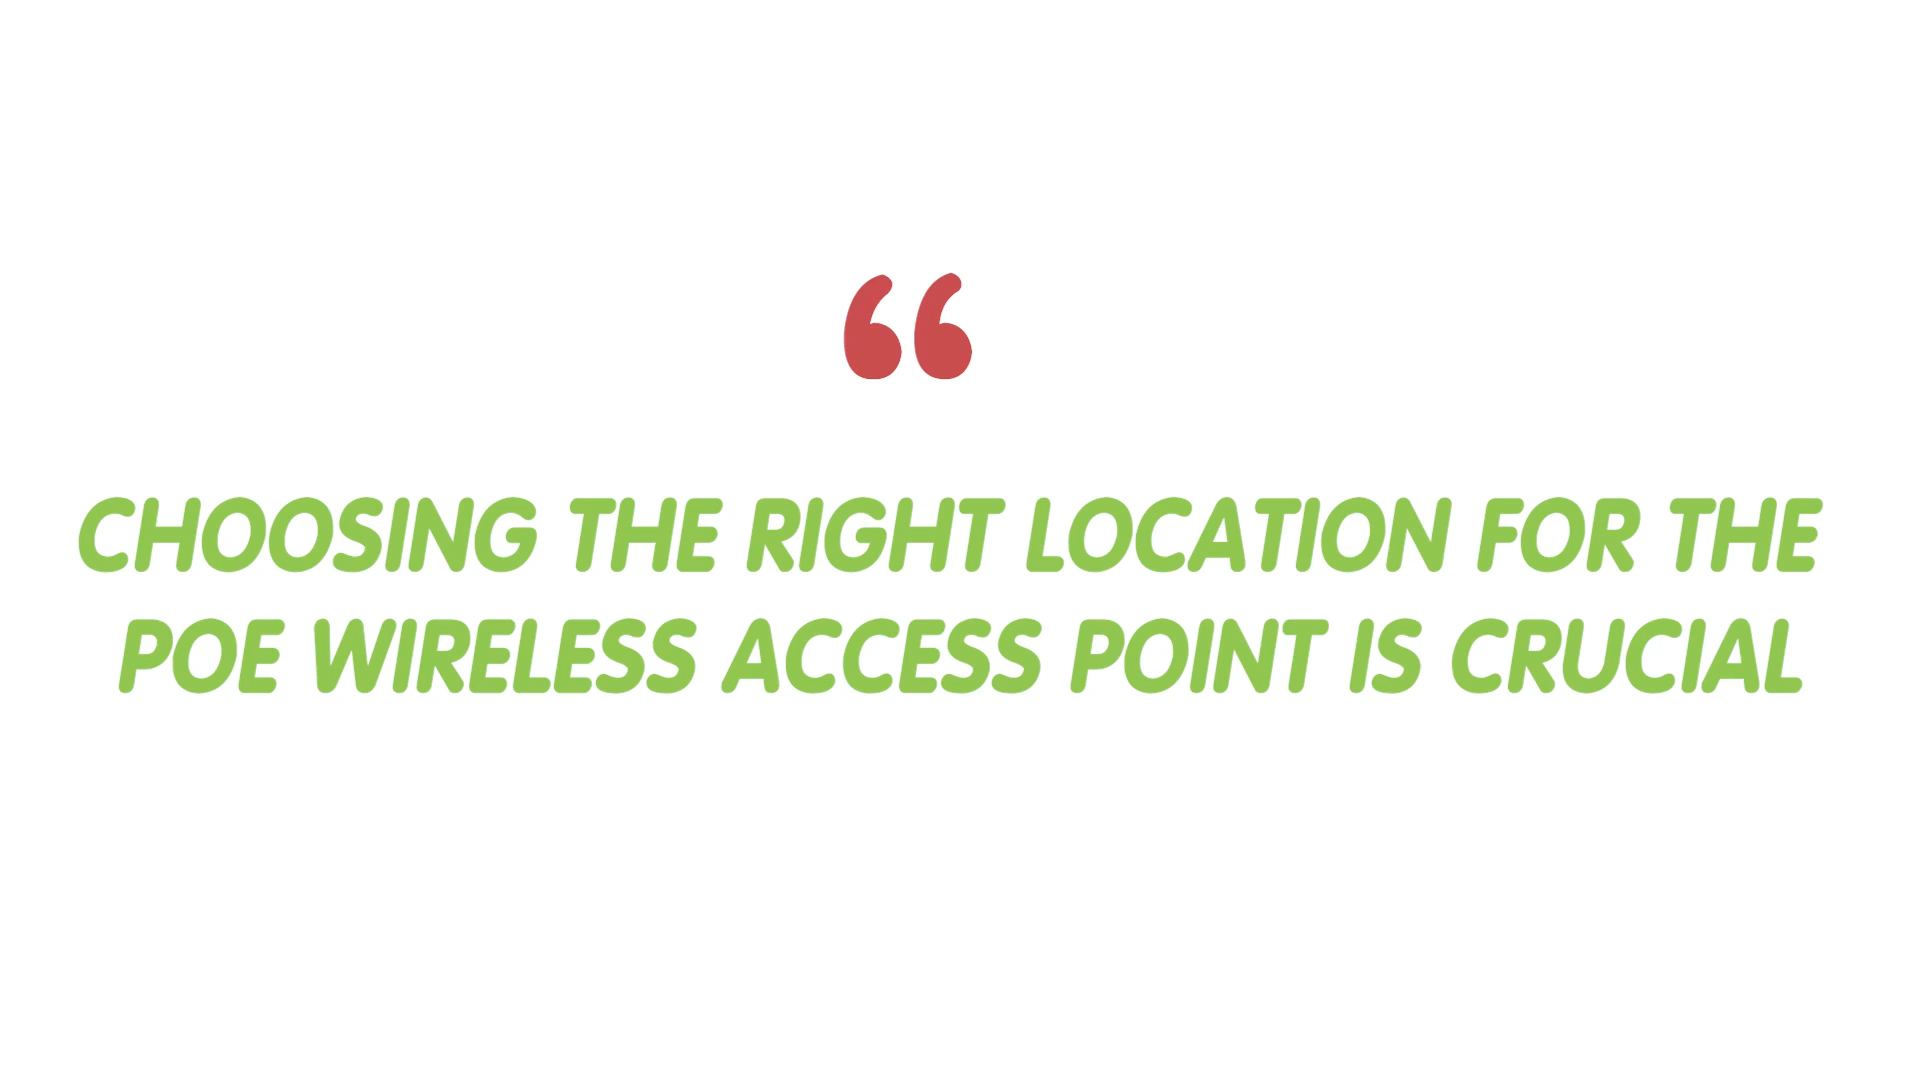 “
CHOOSING THE RIGHT LOCATION FOR THE
POE WIRELESS ACCESS POINT IS CRUCIAL